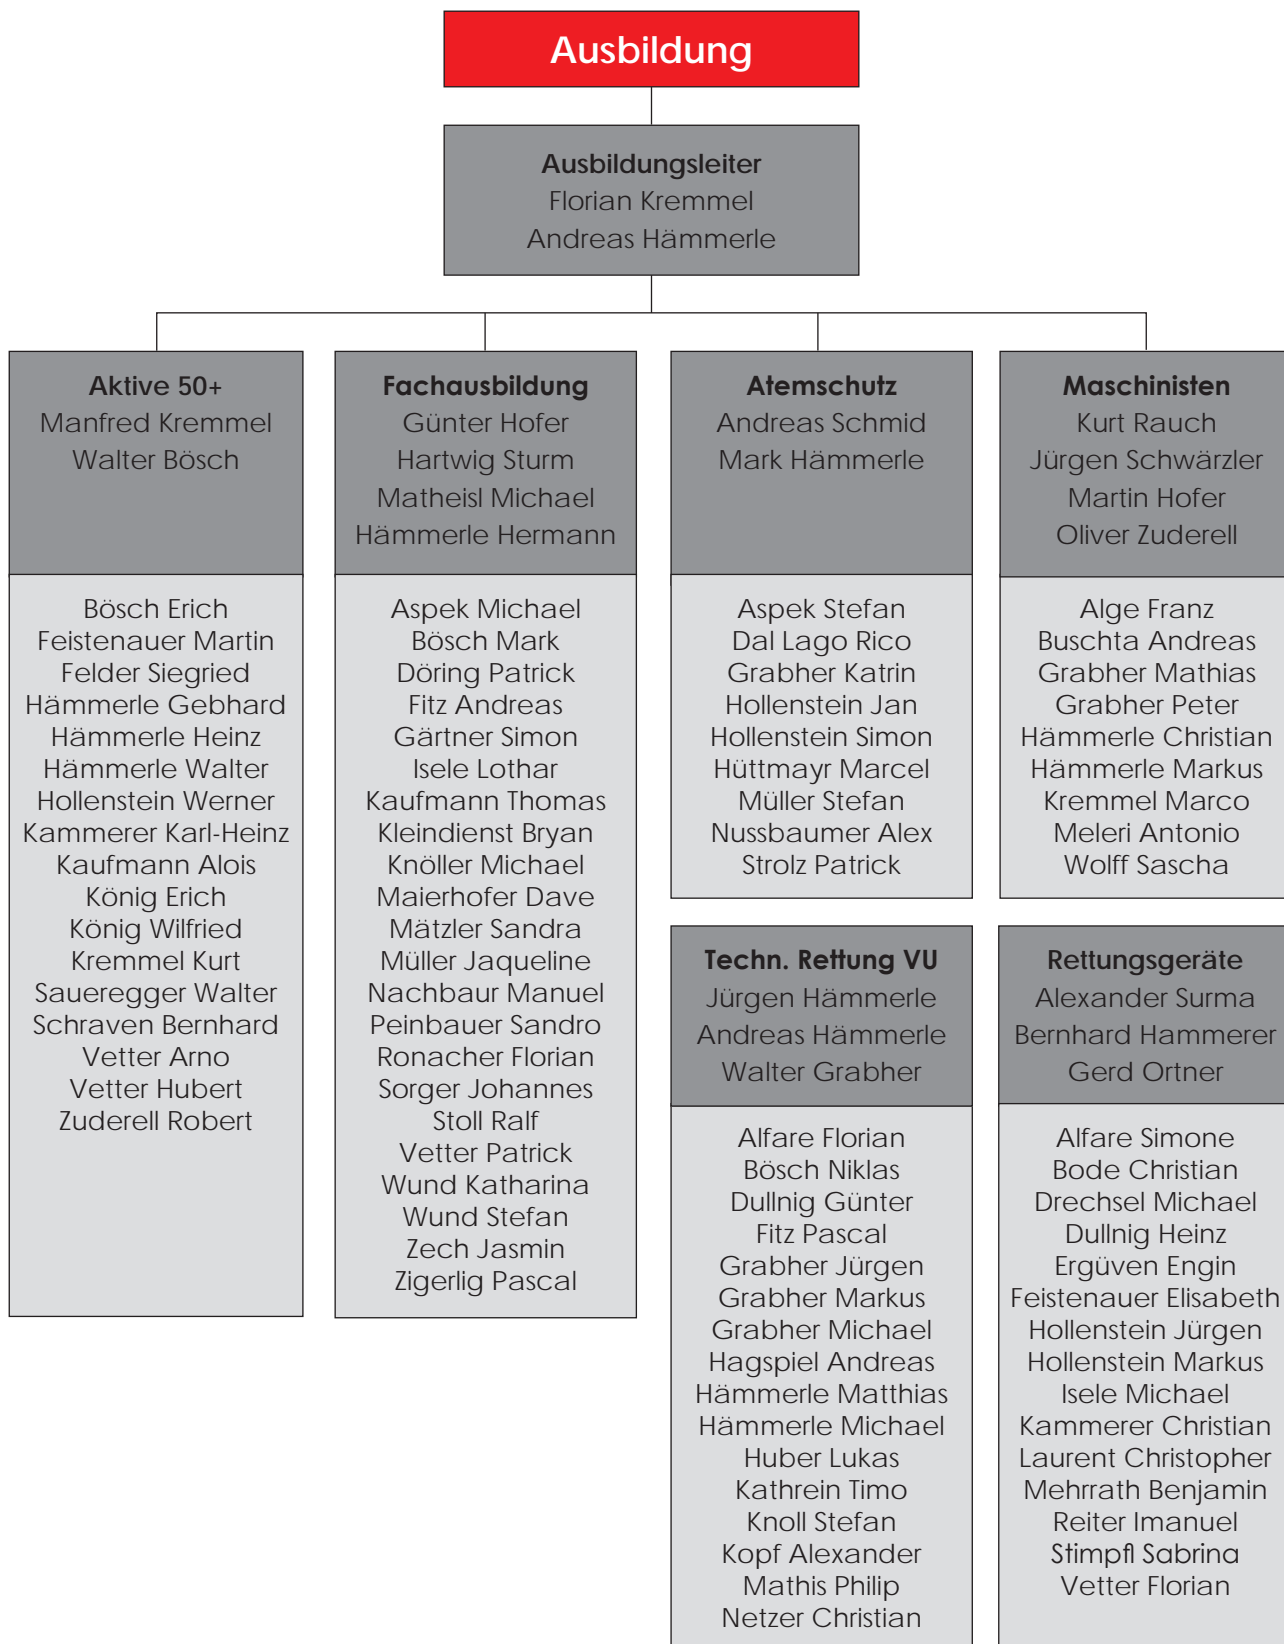 Ausbildung
Ausbildungsleiter
Florian Kremmel
Andreas Hämmerle
Aktive 50+
Manfred Kremmel
Walter Bösch
Bösch Erich
Feistenauer Martin
Felder Siegried
Hämmerle Gebhard
Hämmerle Heinz
Hämmerle Walter
Hollenstein Werner
Kammerer Karl-Heinz
Kaufmann Alois
König Erich
König Wilfried
Kremmel Kurt
Saueregger Walter
Schraven Bernhard
Vetter Arno
Vetter Hubert
Zuderell Robert
Fachausbildung
Günter Hofer
Hartwig Sturm
Matheisl Michael
Hämmerle Hermann
Aspek Michael
Bösch Mark
Döring Patrick
Fitz Andreas
Gärtner Simon
Isele Lothar
Kaufmann Thomas
Kleindienst Bryan
Knöller Michael
Maierhofer Dave
Mätzler Sandra
Müller Jaqueline
Nachbaur Manuel
Peinbauer Sandro
Ronacher Florian
Sorger Johannes
Stoll Ralf
Vetter Patrick
Wund Katharina
Wund Stefan
Zech Jasmin
Zigerlig Pascal
Atemschutz
Andreas Schmid
Mark Hämmerle
Aspek Stefan
Dal Lago Rico
Grabher Katrin
Hollenstein Jan
Hollenstein Simon
Hüttmayr Marcel
Müller Stefan
Nussbaumer Alex
Strolz Patrick
Maschinisten
Kurt Rauch
Jürgen Schwärzler
Martin Hofer
Oliver Zuderell
Alge Franz
Buschta Andreas
Grabher Mathias
Grabher Peter
Hämmerle Christian
Hämmerle Markus
Kremmel Marco
Meleri Antonio
Wolff Sascha
Techn. Rettung VU
Jürgen Hämmerle
Andreas Hämmerle
Walter Grabher
Alfare Florian
Bösch Niklas
Dullnig Günter
Fitz Pascal
Grabher Jürgen
Grabher Markus
Grabher Michael
Hagspiel Andreas
Hämmerle Matthias
Hämmerle Michael
Huber Lukas
Kathrein Timo
Knoll Stefan
Kopf Alexander
Mathis Philip
Netzer Christian
Rettungsgeräte
Alexander Surma
Bernhard Hammerer
Gerd Ortner
Alfare Simone
Bode Christian
Drechsel Michael
Dullnig Heinz
Ergüven Engin
Feistenauer Elisabeth
Hollenstein Jürgen
Hollenstein Markus
Isele Michael
Kammerer Christian
Laurent Christopher
Mehrrath Benjamin
Reiter Imanuel
Stimpfl Sabrina
Vetter Florian